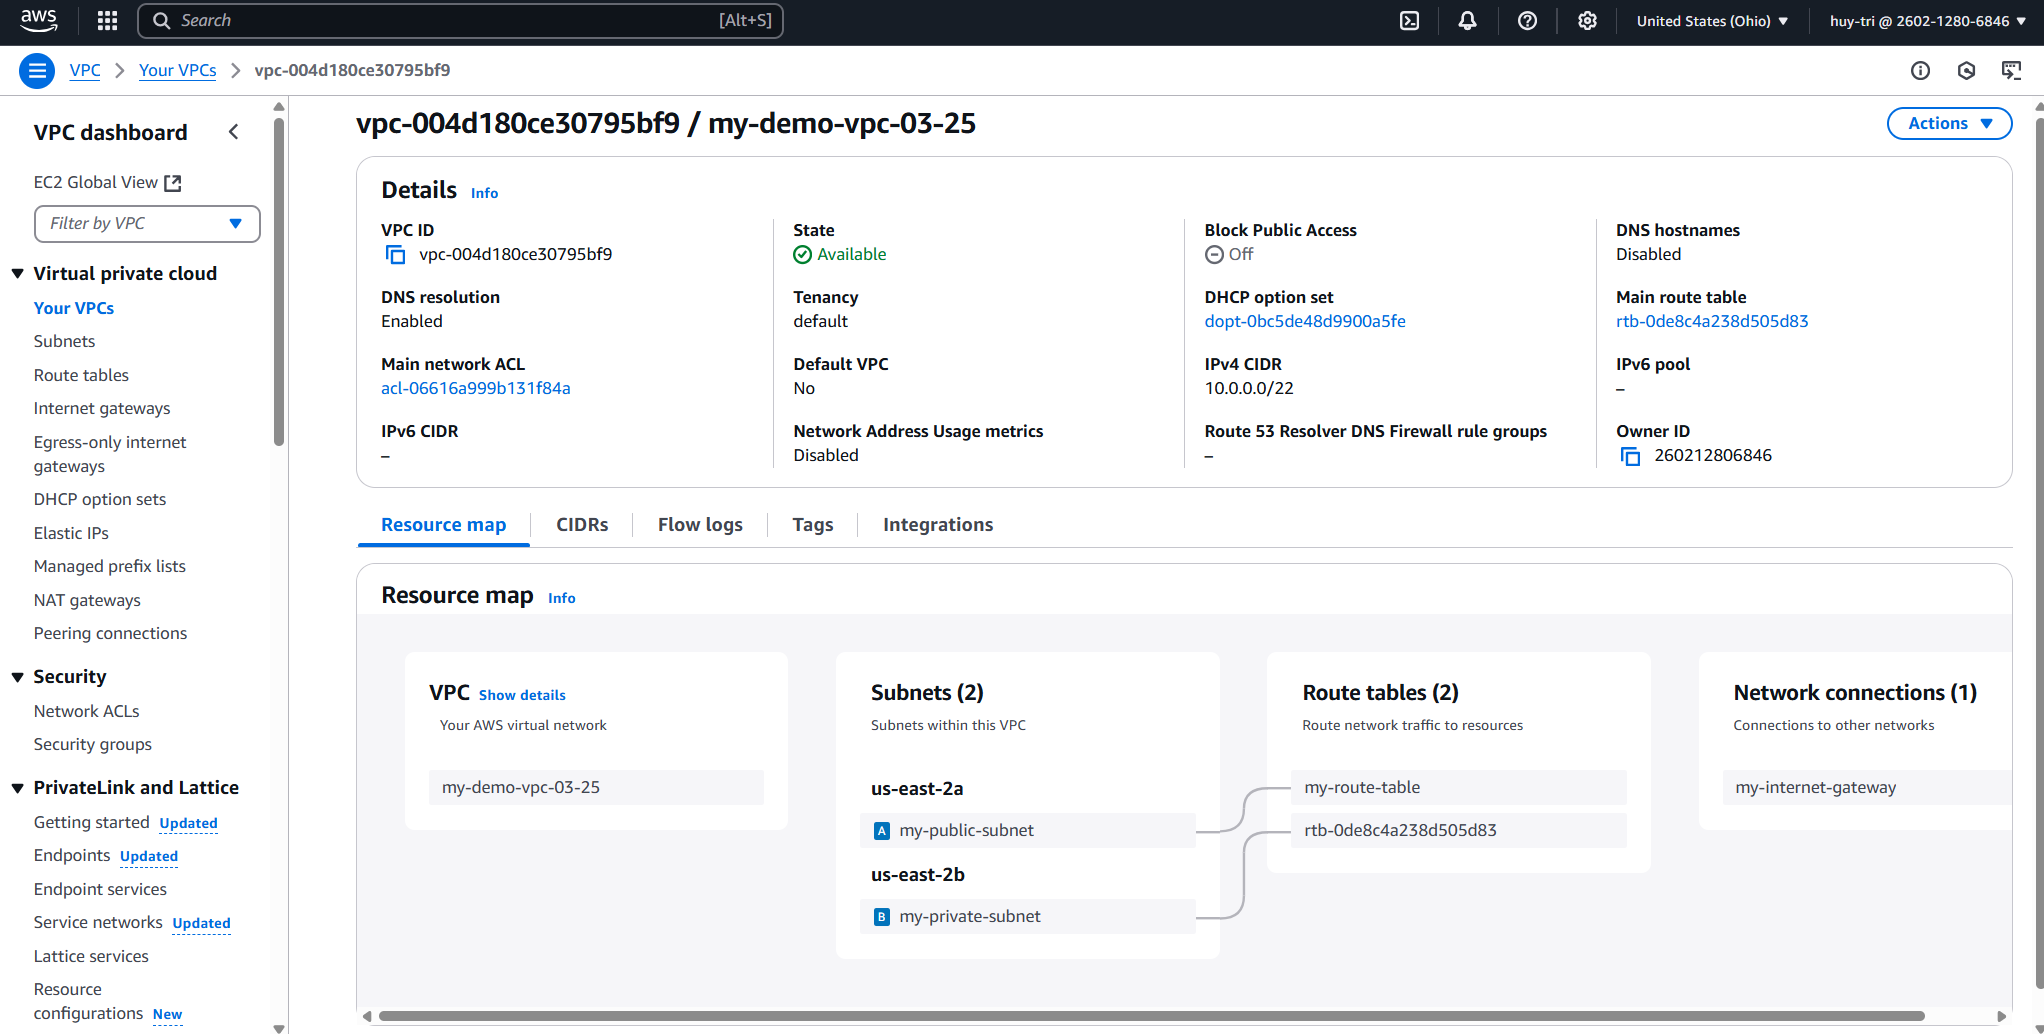 aws
Search [Alt+S]
United States (Ohio)
huy-tri @ 2602-1280-6846
VPC
Your VPCs
vpc-004d180ce30795bf9
VPC dashboard
EC2 Global View
Filter by VPC
Virtual private cloud
Your VPCs
Subnets
Route tables
Internet gateways
Egress-only internet
gateways
DHCP option sets
Elastic IPs
Managed prefix lists
NAT gateways
Peering connections
Security
Network ACLs
Security groups
PrivateLink and Lattice
Getting started Updated
Endpoints Updated
Endpoint services
Service networks Updated
Lattice services
Resource
configurations New
vpc-004d180ce30795bf9 / my-demo-vpc-03-25
Actions
Details Info
VPC ID
vpc-004d180ce30795bf9
State
Available
Block Public Access
Off
DNS hostnames
Disabled
DNS resolution
Enabled
Tenancy
default
DHCP option set
dopt-0bc5de48d9900a5fe
Main route table
rtb-0de8c4a238d505d83
Main network ACL
acl-06616a999b131f84a
Default VPC
No
IPv4 CIDR
10.0.0.0/22
IPv6 pool
–
IPv6 CIDR
–
Network Address Usage metrics
Disabled
Route 53 Resolver DNS Firewall rule groups
–
Owner ID
260212806846
Resource map
CIDRs
Flow logs
Tags
Integrations
Resource map Info
VPC Show details
Your AWS virtual network
my-demo-vpc-03-25
Subnets (2)
Subnets within this VPC
us-east-2a
A my-public-subnet
us-east-2b
B my-private-subnet
Route tables (2)
Route network traffic to resources
my-route-table
rtb-0de8c4a238d505d83
Network connections (1)
Connections to other networks
my-internet-gateway